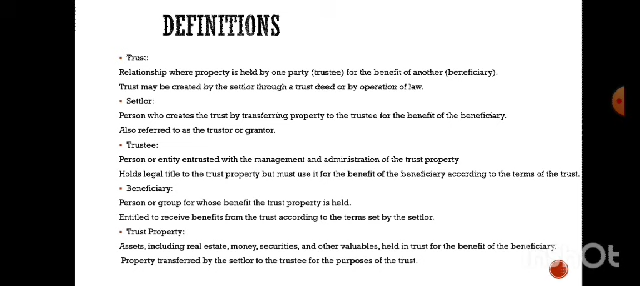 DEFINITIONS
▪ Trust:
Relationship where property is held by one party (trustee) for the benefit of another (beneficiary).
Trust may be created by the settlor through a trust deed or by operation of law.
▪ Settlor:
Person who creates the trust by transferring property to the trustee for the benefit of the beneficiary.
Also referred to as the trustor or grantor.
▪ Trustee:
Person or entity entrusted with the management and administration of the trust property
Holds legal title to the trust property but must use it for the benefit of the beneficiary according to the terms of the trust.
▪ Beneficiary:
Person or group for whose benefit the trust property is held.
Entitled to receive benefits from the trust according to the terms set by the settlor.
▪ Trust Property:
Assets, including real estate, money, securities, and other valuables, held in trust for the benefit of the beneficiary.
Property transferred by the settlor to the trustee for the purposes of the trust.